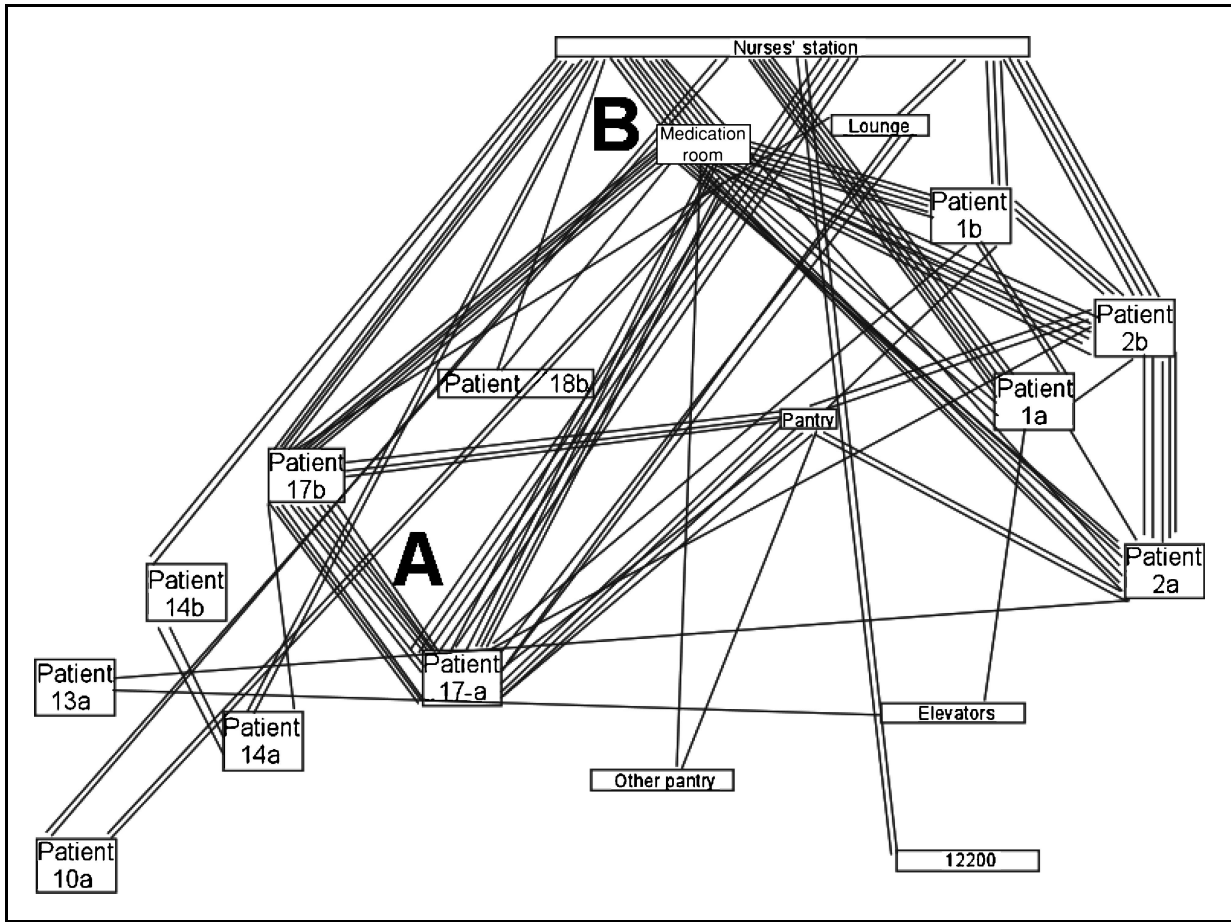 Nurses' station
B
Medication
room
Lounge
Patient
1b
Patient
2b
Patient 18b
Patient
1a
Pantry
Patient
17b
A
Patient
2a
Patient
14b
Patient
17-a
Patient
13a
Elevators
Patient
14a
Other pantry
Patient
10a
12200